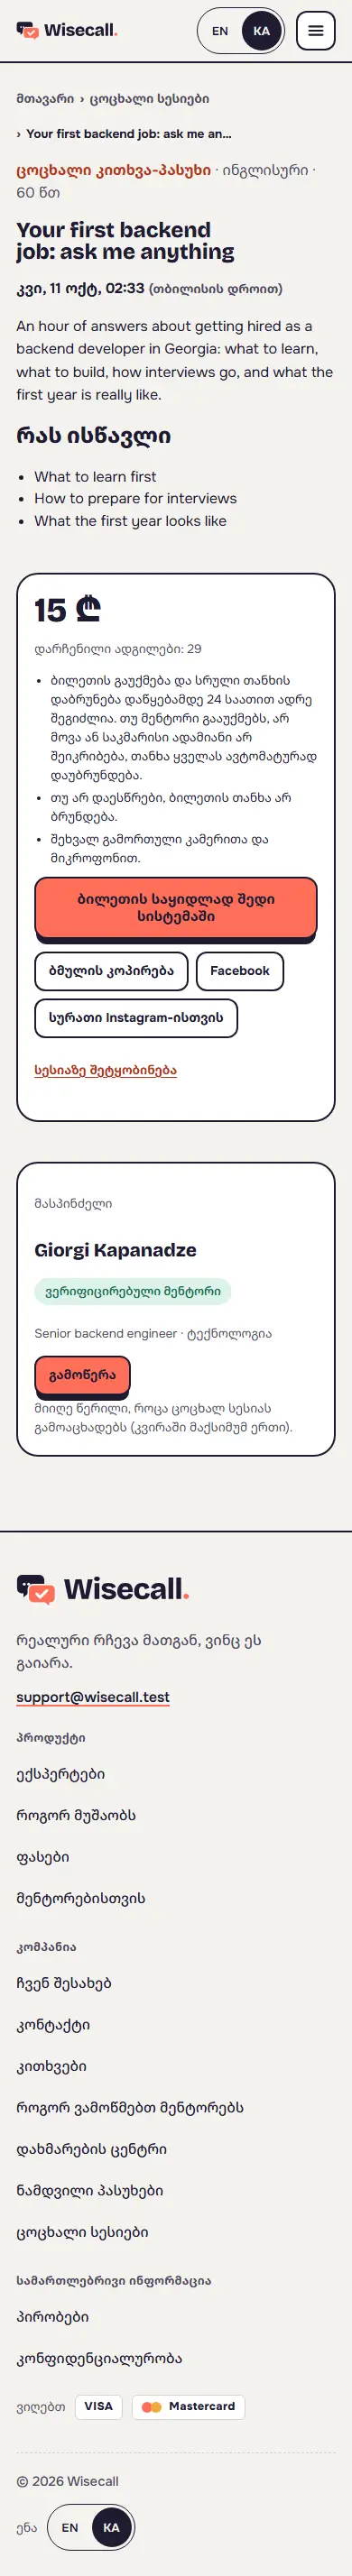 Wisecall.
EN
KA
მთავარი › ცოცხალი სესიები
› Your first backend job: ask me an...
ცოცხალი კითხვა-პასუხი · ინგლისური ·
60 წთ
Your first backend
job: ask me anything
კვი, 11 ოქტ, 02:33 (თბილისის დროით)
An hour of answers about getting hired as a
backend developer in Georgia: what to learn,
what to build, how interviews go, and what the
first year is really like.
რას ისწავლი
• What to learn first
• How to prepare for interviews
• What the first year looks like
15 ₾
დარჩენილი ადგილები: 29
• ბილეთის გაუქმება და სრული თანხის
დაბრუნება დაწყებამდე 24 საათით ადრე
შეგიძლია. თუ მენტორი გააუქმებს, არ
მოვა ან საკმარისი ადამიანი არ
შეიკრიბება, თანხა ყველას ავტომატურად
დაუბრუნდება.
• თუ არ დაესწრები, ბილეთის თანხა არ
ბრუნდება.
• შეხვალ გამორთული კამერითა და
მიკროფონით.
ბილეთის საყიდლად შედი
სისტემაში
ბმულის კოპირება
Facebook
სურათი Instagram-ისთვის
სესიაზე შეტყობინება
მასპინძელი
Giorgi Kapanadze
ვერიფიცირებული მენტორი
Senior backend engineer · ტექნოლოგია
გამოწერა
მიიღე წერილი, როცა ცოცხალ სესიას
გამოაცხადებს (კვირაში მაქსიმუმ ერთი).
Wisecall.
რეალური რჩევა მათგან, ვინც ეს
გაიარა.
support@wisecall.test
პროდუქტი
ექსპერტები
როგორ მუშაობს
ფასები
მენტორებისთვის
კომპანია
ჩვენ შესახებ
კონტაქტი
კითხვები
როგორ ვამოწმებთ მენტორებს
დახმარების ცენტრი
ნამდვილი პასუხები
ცოცხალი სესიები
სამართლებრივი ინფორმაცია
პირობები
კონფიდენციალურობა
ვიღებთ VISA Mastercard
© 2026 Wisecall
ენა EN KA